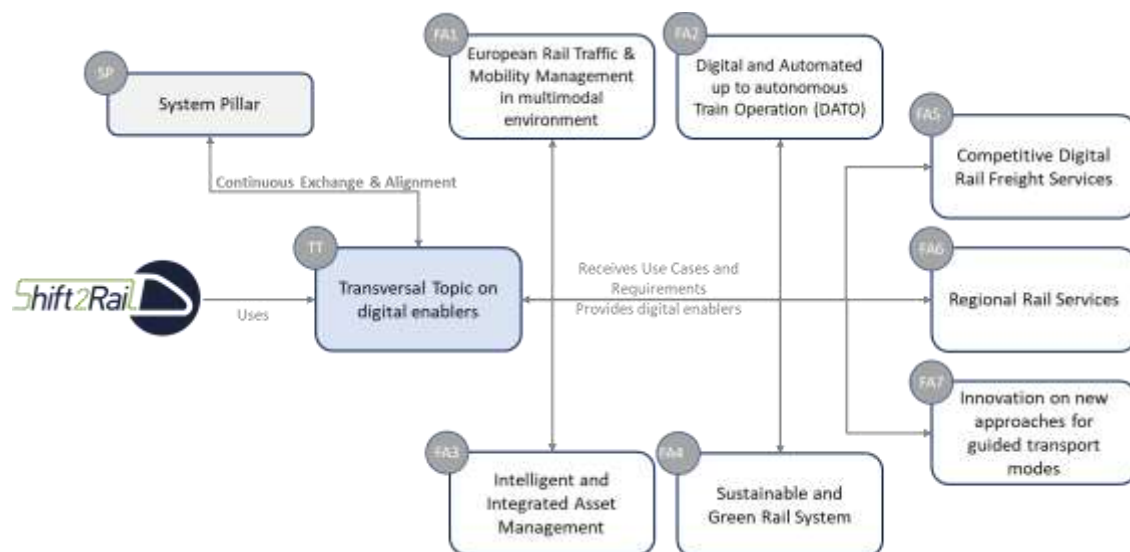 FA1
European Rail Traffic &
Mobility Management
in multimodal
environment
FA2
Digital and Automated
up to autonomous
Train Operation (DATO)
SP
System Pillar
FA5
Competitive Digital
Rail Freight Services
Continuous Exchange & Alignment
TT
Transversal Topic on
digital enablers
Shift2Rail
Uses
Receives Use Cases and
Requirements
Provides digital enablers
FA6
Regional Rail Services
FA7
Innovation on new
approaches for
guided transport
modes
FA3
Intelligent and
Integrated Asset
Management
FA4
Sustainable and
Green Rail System